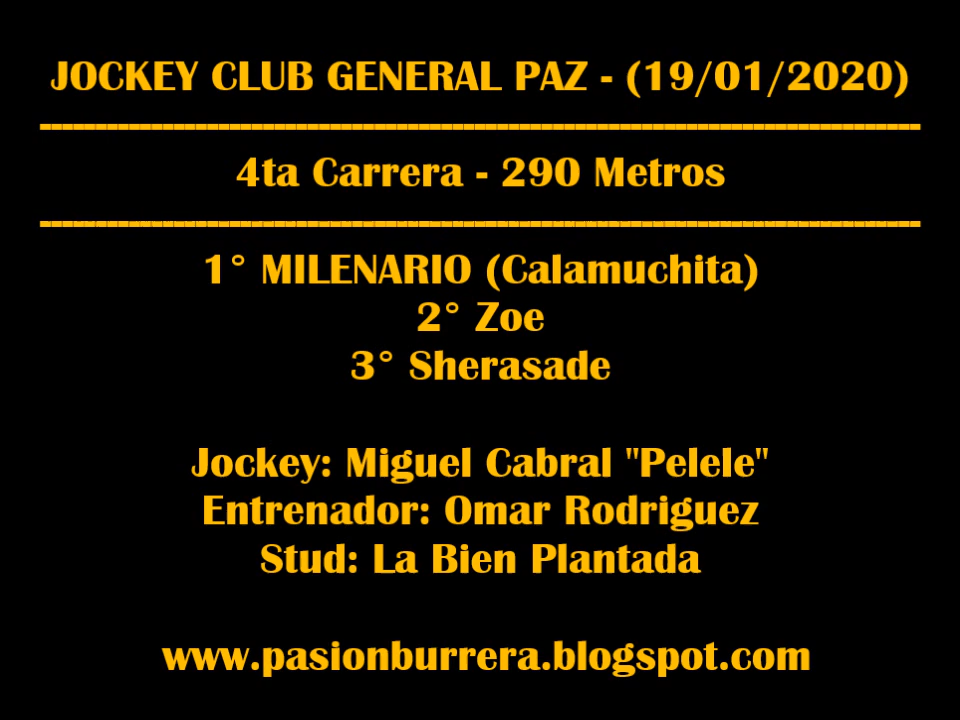 JOCKEY CLUB GENERAL PAZ - (19/01/2020)
--------------------------------------------------------------------------------
4ta Carrera - 290 Metros
--------------------------------------------------------------------------------
1° MILENARIO (Calamuchita)
2° Zoe
3° Sherasade
Jockey: Miguel Cabral "Pelele"
Entrenador: Omar Rodriguez
Stud: La Bien Plantada
www.pasionburrera.blogspot.com